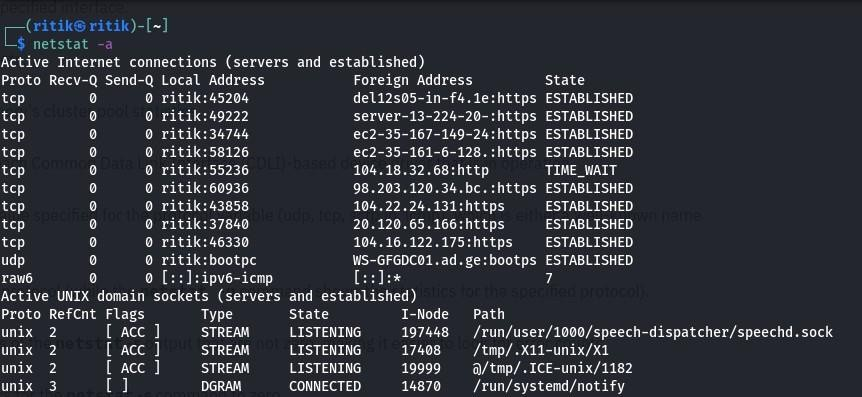 pecified interface.
┌──(ritik㉿ritik)-[~]
└─$ netstat -a
Active Internet connections (servers and established)
Proto Recv-Q Send-Q Local Address           Foreign Address         State
tcp        0      0 ritik:45204             del12s05-in-f4.1e:https ESTABLISHED
tcp        0      0 ritik:49222             server-13-224-20-:https ESTABLISHED
tcp        0      0 ritik:34744             ec2-35-167-149-24:https ESTABLISHED
tcp        0      0 ritik:58126             ec2-35-161-6-128.:https ESTABLISHED
tcp        0      0 ritik:55236             104.18.32.68:http       TIME_WAIT
tcp        0      0 ritik:60936             98.203.120.34.bc.:https ESTABLISHED
tcp        0      0 ritik:43858             104.22.24.131:https     ESTABLISHED
tcp        0      0 ritik:37840             20.120.65.166:https     ESTABLISHED
tcp        0      0 ritik:46330             104.16.122.175:https    ESTABLISHED
udp        0      0 ritik:bootpc            WS-GFGDC01.ad.ge:bootps ESTABLISHED
raw6       0      0 [::]:ipv6-icmp          [::]:*                  7
Active UNIX domain sockets (servers and established)
Proto RefCnt Flags       Type       State         I-Node   Path
unix  2      [ ACC ]     STREAM     LISTENING     197448   /run/user/1000/speech-dispatcher/speechd.sock
unix  2      [ ACC ]     STREAM     LISTENING     17408    /tmp/.X11-unix/X1
unix  2      [ ACC ]     STREAM     LISTENING     19999    @/tmp/.ICE-unix/1182
unix  3      [ ]         DGRAM      CONNECTED     14870    /run/systemd/notify